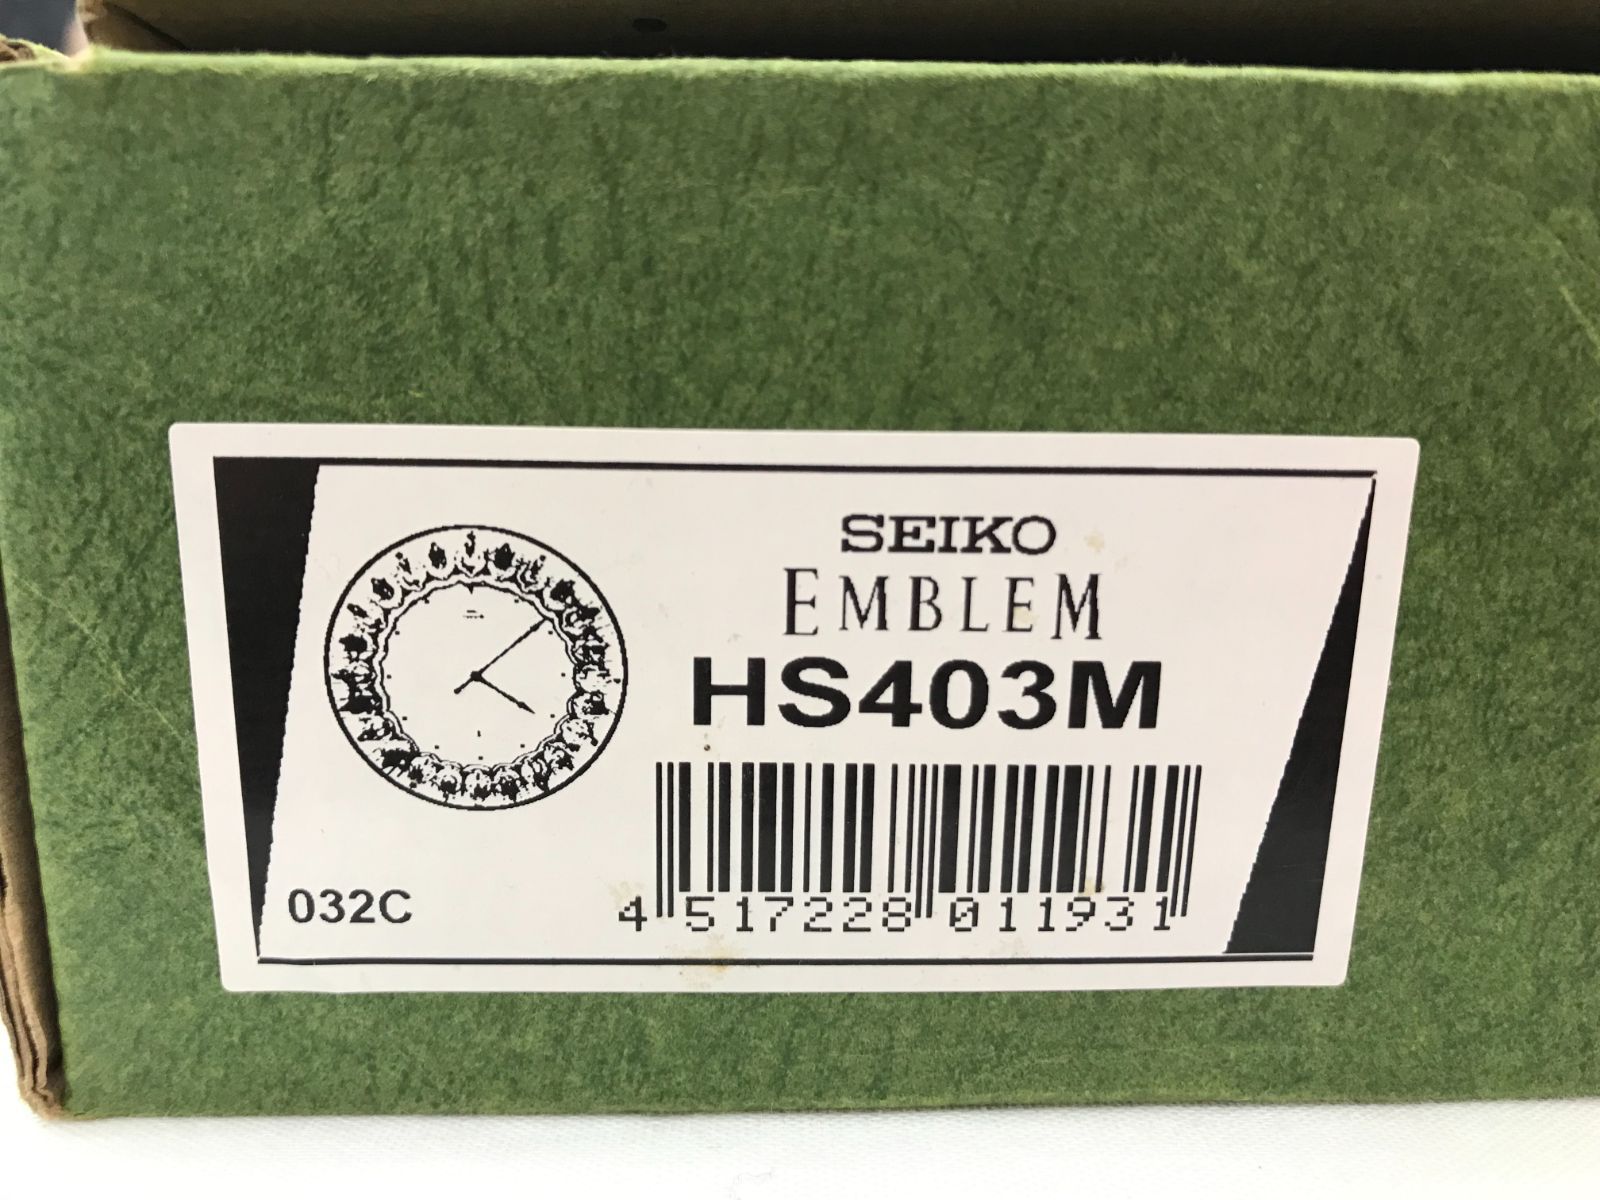 SEIKO
EMBLEM
HS403M
032C
4 517228 011931